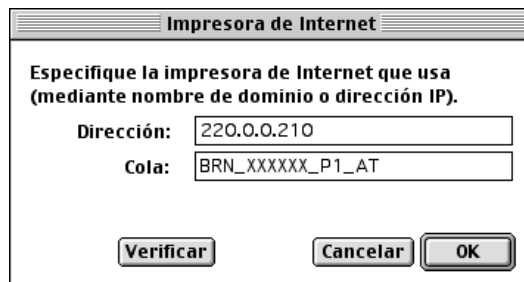 Impresora de Internet
Especifique la impresora de Internet que usa
(mediante nombre de dominio o dirección IP).
Dirección: 220.0.0.210
Cola: BRN_XXXXXX_P1_AT
Verificar Cancelar OK